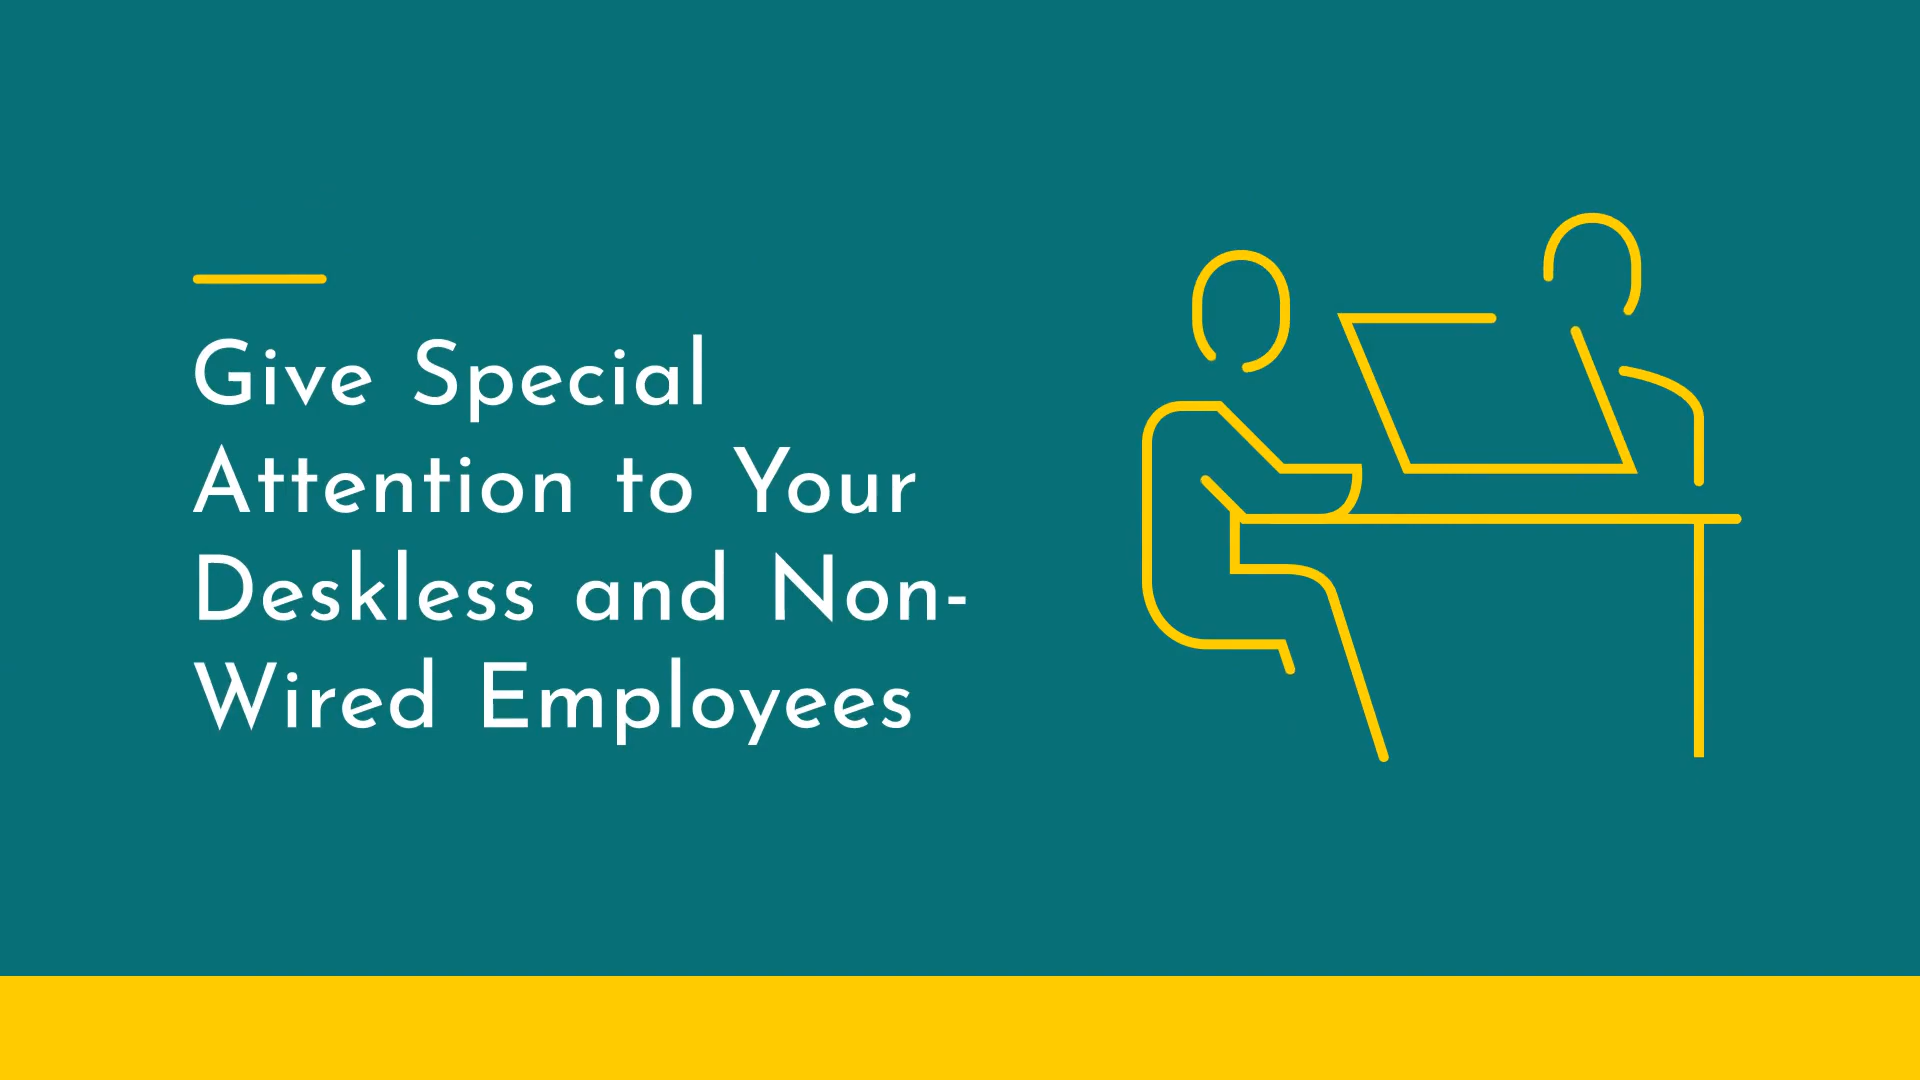 Give Special
Attention to Your
Deskless and Non-
Wired Employees